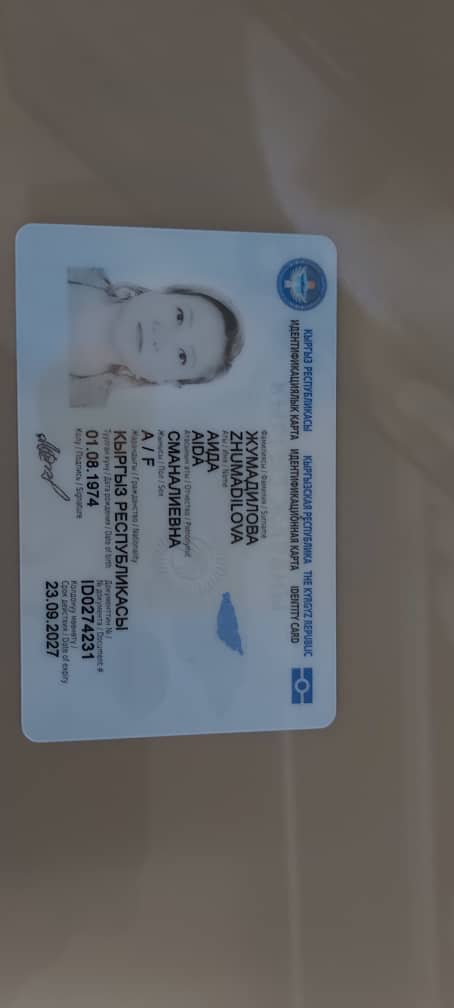 КЫРГЫЗ РЕСПУБЛИКАСЫ КЫРГЫЗСКАЯ РЕСПУБЛИКА THE KYRGYZ REPUBLIC
ИДЕНТИФИКАЦИЯЛЫК КАРТА ИДЕНТИФИКАЦИОННАЯ КАРТА IDENTITY CARD
Фамилиясы / Фамилия / Surname
ЖУМАДИЛОВА
ZHUMADILOVA
Аты / Имя / Name
АИДА
AIDA
Атасынын аты / Отчество / Patronymic
СМАНАЛИЕВНА
Жынысы / Пол / Sex
А / F
Жарандыгы / Гражданство / Nationality
КЫРГЫЗ РЕСПУБЛИКАСЫ
Туулган күнү / Дата рождения / Date of birth
01.08.1974
Документтин № /
№ документа / Document #
ID0274231
Колу / Подпись / Signature
Колдонуу мөөнөтү /
Срок действия / Date of expiry
23.09.2027